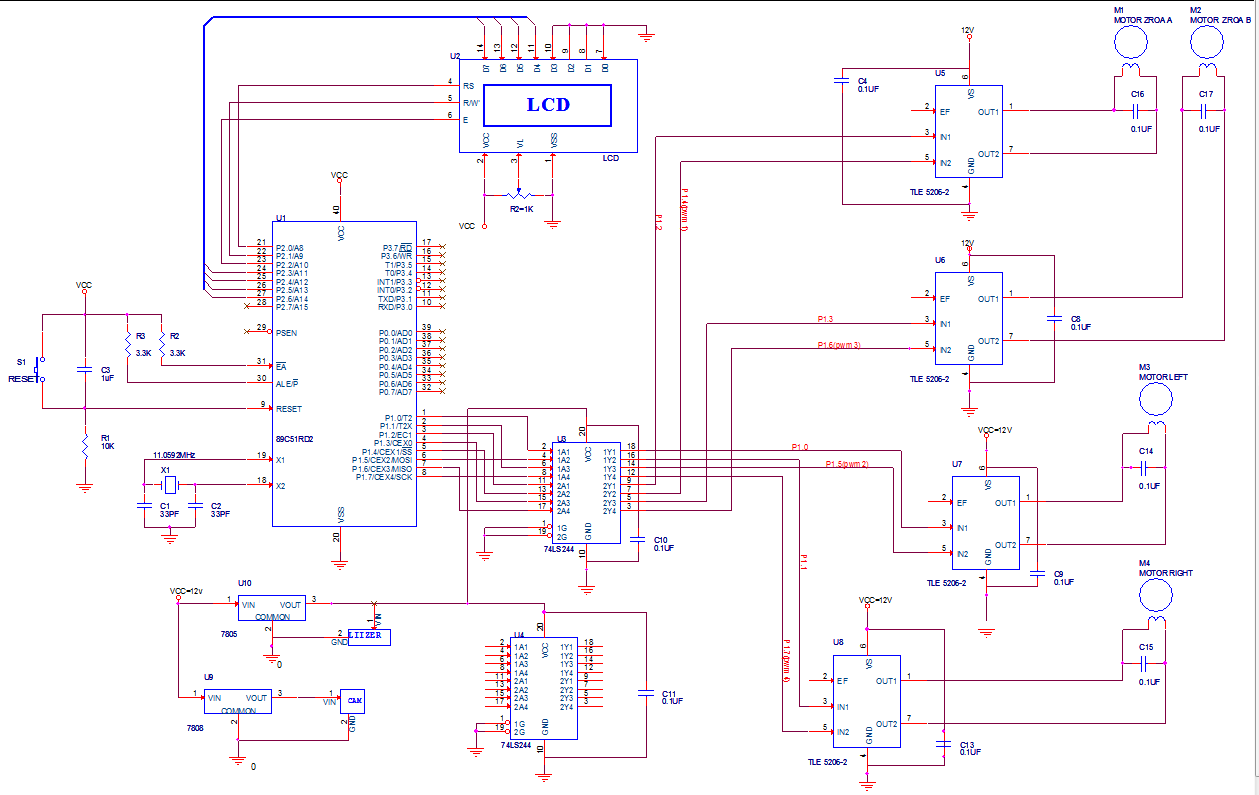 M1
MOTOR ZROA A
M2
MOTOR ZROA B
C16
0.1UF
C17
0.1UF
14
13
12
11
10
9
8
7
D7
D6
D5
D4
D3
D2
D1
D0
U2
4 RS
5 R/W'
6 E
LCD
VCC
VL
VSS
2
3
1
LCD
R2=1K
VCC
12V
U5
C4
0.1UF
6
VS
2 EF
3 IN1
5 IN2
OUT1 1
OUT2 7
GND
4
TLE 5206-2
12V
U6
6
VS
2 EF
3 IN1
5 IN2
OUT1 1
OUT2 7
GND
4
TLE 5206-2
C8
0.1UF
P1.2
P1.4(pwm 1)
P1.3
P1.6(pwm 3)
VCC
U1
40
VCC
21 P2.0/A8
22 P2.1/A9
23 P2.2/A10
24 P2.3/A11
25 P2.4/A12
26 P2.5/A13
27 P2.6/A14
28 P2.7/A15
29 PSEN
31 EA
30 ALE/P
9 RESET
89C51RD2
19 X1
18 X2
P3.7/RD 17
P3.6/WR 16
T1/P3.5 15
T0/P3.4 14
INT1/P3.3 13
INT0/P3.2 12
TXD/P3.1 11
RXD/P3.0 10
P0.0/AD0 39
P0.1/AD1 38
P0.2/AD2 37
P0.3/AD3 36
P0.4/AD4 35
P0.5/AD5 34
P0.6/AD6 33
P0.7/AD7 32
P1.0/T2 1
P1.1/T2X 2
P1.2/EC1 3
P1.3/CEX0 4
P1.4/CEX1/SS 5
P1.5/CEX2/MOSI 6
P1.6/CEX3/MISO 7
P1.7/CEX4/SCK 8
VSS
20
VCC
S1
RESET
C3
1uF
R3
3.3K
R2
3.3K
R1
10K
11.0592MHz
X1
C1
33PF
C2
33PF
U3
20
VCC
2 1A1
4 1A2
6 1A3
8 1A4
11 2A1
13 2A2
15 2A3
17 2A4
1 1G
19 2G
1Y1 18
1Y2 16
1Y3 14
1Y4 12
2Y1 9
2Y2 7
2Y3 5
2Y4 3
GND
10
74LS244
C10
0.1UF
P1.0
P1.5(pwm 2)
P1.1
P1.7(pwm 4)
M3
MOTOR LEFT
C14
0.1UF
VCC=12V
U7
6
VS
2 EF
3 IN1
5 IN2
OUT1 1
OUT2 7
GND
4
TLE 5206-2
C9
0.1UF
M4
MOTOR RIGHT
C15
0.1UF
VCC=12V
U8
6
VS
2 EF
3 IN1
5 IN2
OUT1 1
OUT2 7
GND
4
TLE 5206-2
C13
0.1UF
VCC=12v
U10
1 VIN
VOUT 3
COMMON
2
7805
0
1
VIN
2
GND
LIIZER
U9
1 VIN
VOUT 3
COMMON
2
7808
0
1
VIN
CAM
2
GND
U4
20
VCC
2 1A1
4 1A2
6 1A3
8 1A4
11 2A1
13 2A2
15 2A3
17 2A4
1 1G
19 2G
1Y1 18
1Y2 16
1Y3 14
1Y4 12
2Y1 9
2Y2 7
2Y3 5
2Y4 3
GND
10
74LS244
C11
0.1UF